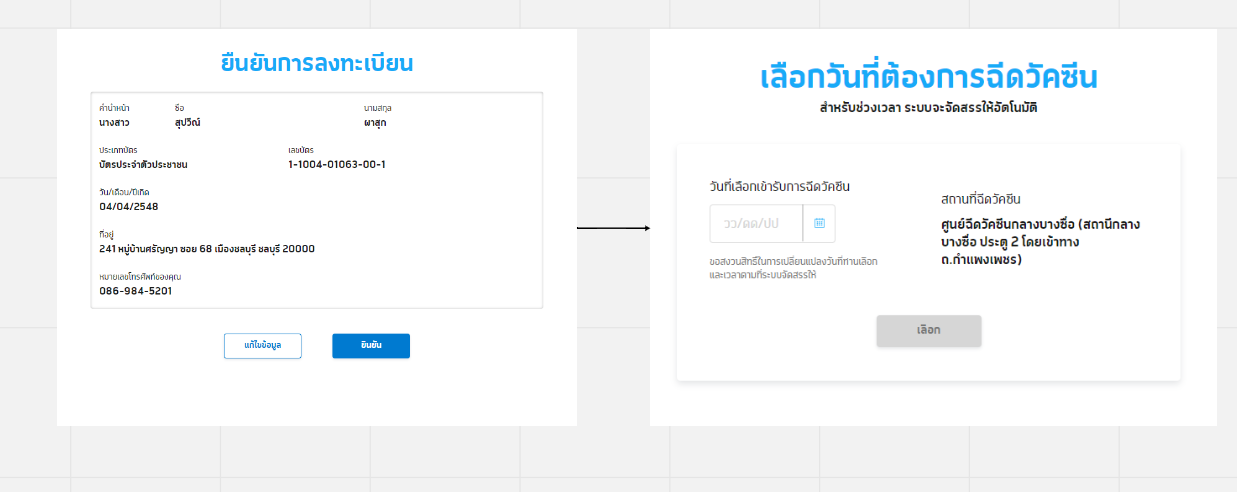 ยืนยันการลงทะเบียน
คำนำหน้า ชื่อ นามสกุล
นางสาว สุปวีณ์ ผาสุก
ประเภทบัตร เลขบัตร
บัตรประจำตัวประชาชน 1-1004-01063-00-1
วัน/เดือน/ปีเกิด
04/04/2548
ที่อยู่
241 หมู่บ้านศรัญญา ซอย 68 เมืองชลบุรี ชลบุรี 20000
หมายเลขโทรศัพท์ของคุณ
086-984-5201
แก้ไขข้อมูล ยืนยัน
เลือกวันที่ต้องการฉีดวัคซีน
สำหรับช่วงเวลา ระบบจะจัดสรรให้อัตโนมัติ
วันที่เลือกเข้ารับการฉีดวัคซีน
วว/ดด/ปป
ขอสงวนสิทธิ์ในการเปลี่ยนแปลงวันที่ท่านเลือก
และเวลาตามที่ระบบจัดสรรให้
สถานที่ฉีดวัคซีน
ศูนย์ฉีดวัคซีนกลางบางซื่อ (สถานีกลาง
บางซื่อ ประตู 2 โดยเข้าทาง
ถ.กำแพงเพชร)
เลือก